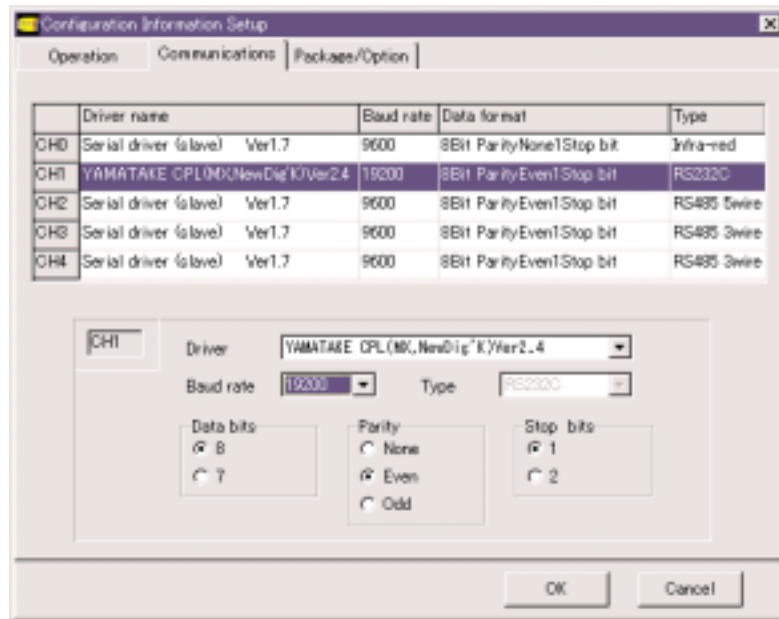 Configuration Information Setup
Operation Communications Package/Option
Driver name Baud rate Data format Type
CH0 Serial driver (slave) Ver1.7 9600 8Bit ParityNone1Stop bit Infra-red
CH1 YAMATAKE CPL(MX,NewDig'K)Ver2.4 19200 8Bit ParityEven1Stop bit RS232C
CH2 Serial driver (slave) Ver1.7 9600 8Bit ParityEven1Stop bit RS485 5wire
CH3 Serial driver (slave) Ver1.7 9600 8Bit ParityEven1Stop bit RS485 3wire
CH4 Serial driver (slave) Ver1.7 9600 8Bit ParityEven1Stop bit RS485 3wire
CH1
Driver YAMATAKE CPL(MX,NewDig'K)Ver2.4
Baud rate 19200 Type RS232C
Data bits Parity Stop bits
8 None 1
7 Even 2
Odd
OK Cancel